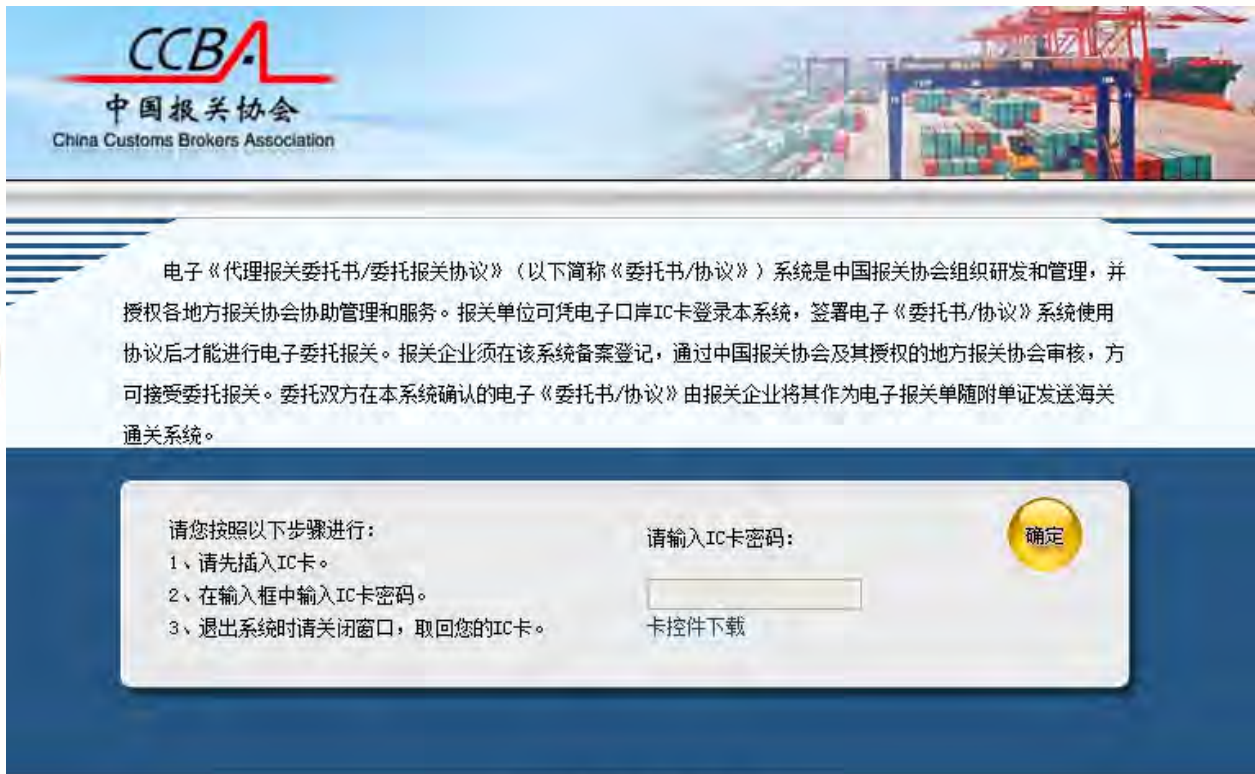 CCBA
中国报关协会
China Customs Brokers Association
电子《代理报关委托书/委托报关协议》（以下简称《委托书/协议》）系统是中国报关协会组织研发和管理，并
授权各地方报关协会协助管理和服务。报关单位可凭电子口岸IC卡登录本系统，签署电子《委托书/协议》系统使用
协议后才能进行电子委托报关。报关企业须在该系统备案登记，通过中国报关协会及其授权的地方报关协会审核，方
可接受委托报关。委托双方在本系统确认的电子《委托书/协议》由报关企业将其作为电子报关单随附单证发送海关
通关系统。
请您按照以下步骤进行：
1、请先插入IC卡。
2、在输入框中输入IC卡密码。
3、退出系统时请关闭窗口，取回您的IC卡。
请输入IC卡密码：
卡控件下载
确定